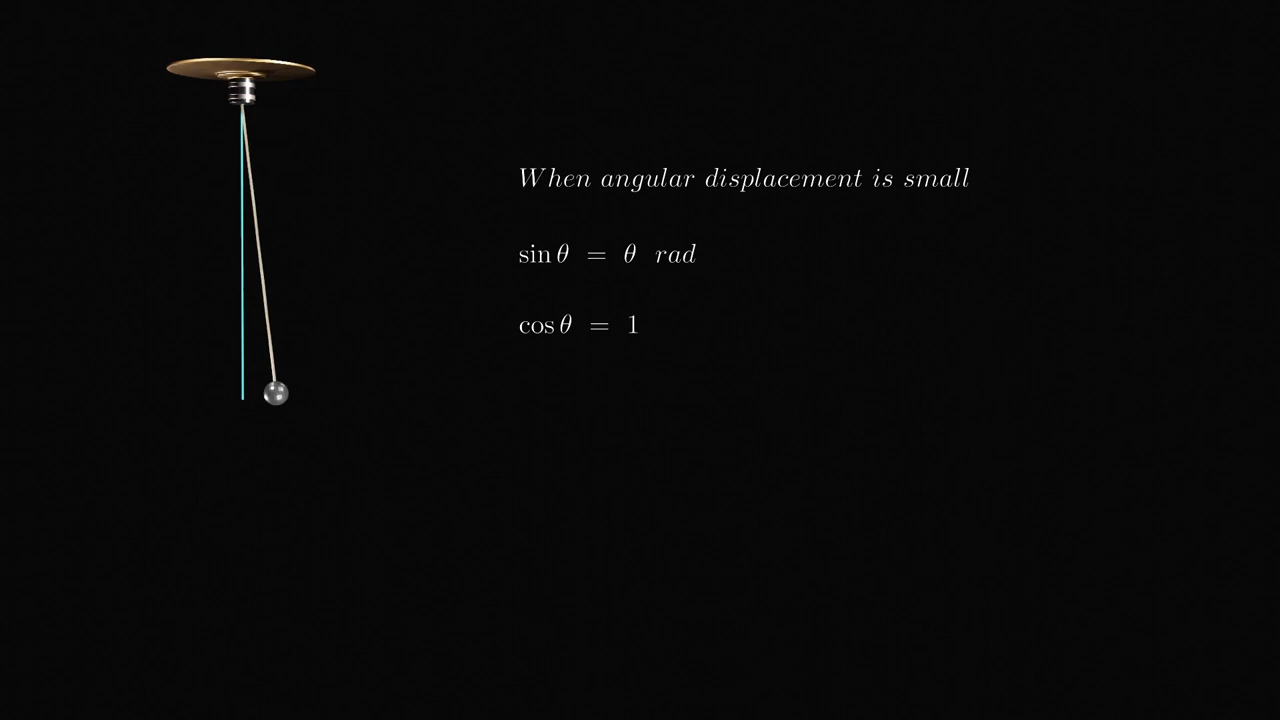 When angular displacement is small
sin θ = θ rad
cos θ = 1